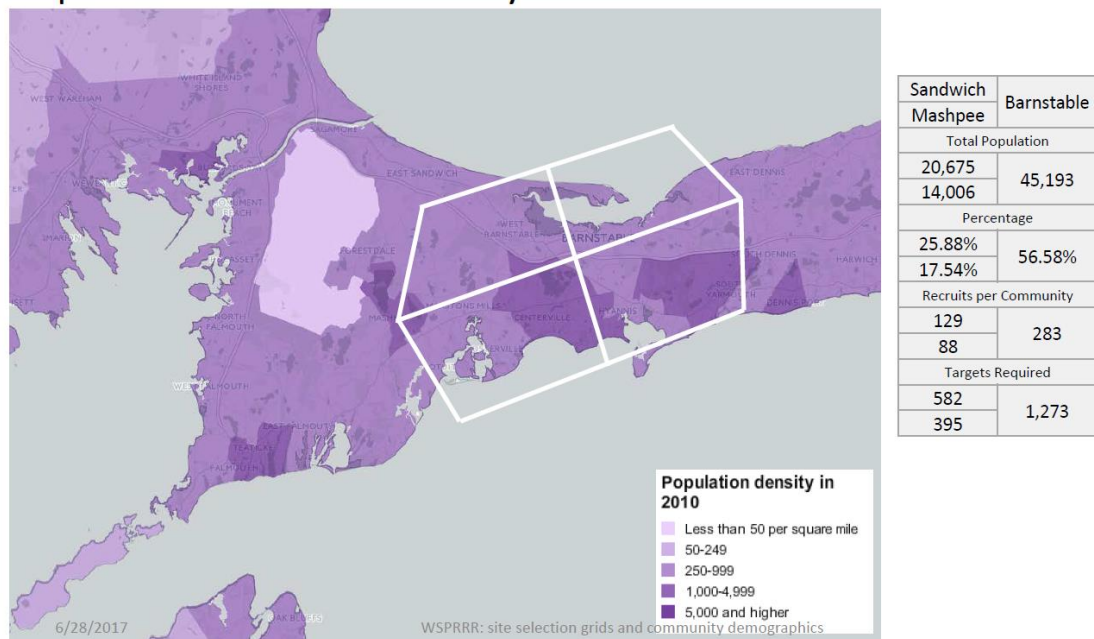 WHITE ISLAND
SHORES
WEST WAREHAM
SAGAMORE
EAST SANDWICH
EAST DENNIS
WEST
BARNSTABLE
BARNSTABLE
FORESTDALE
HARWICH
CENTERVILLE
NORTH
FALMOUTH
EAST FALMOUTH
TEATICKET
FALMOUTH
Population density in
2010
Less than 50 per square mile
50-249
250-999
1,000-4,999
5,000 and higher
6/28/2017
WSPRRR: site selection grids and community demographics
Sandwich
Mashpee
Barnstable
Total Population
20,675
14,006
45,193
Percentage
25.88%
17.54%
56.58%
Recruits per Community
129
88
283
Targets Required
582
395
1,273